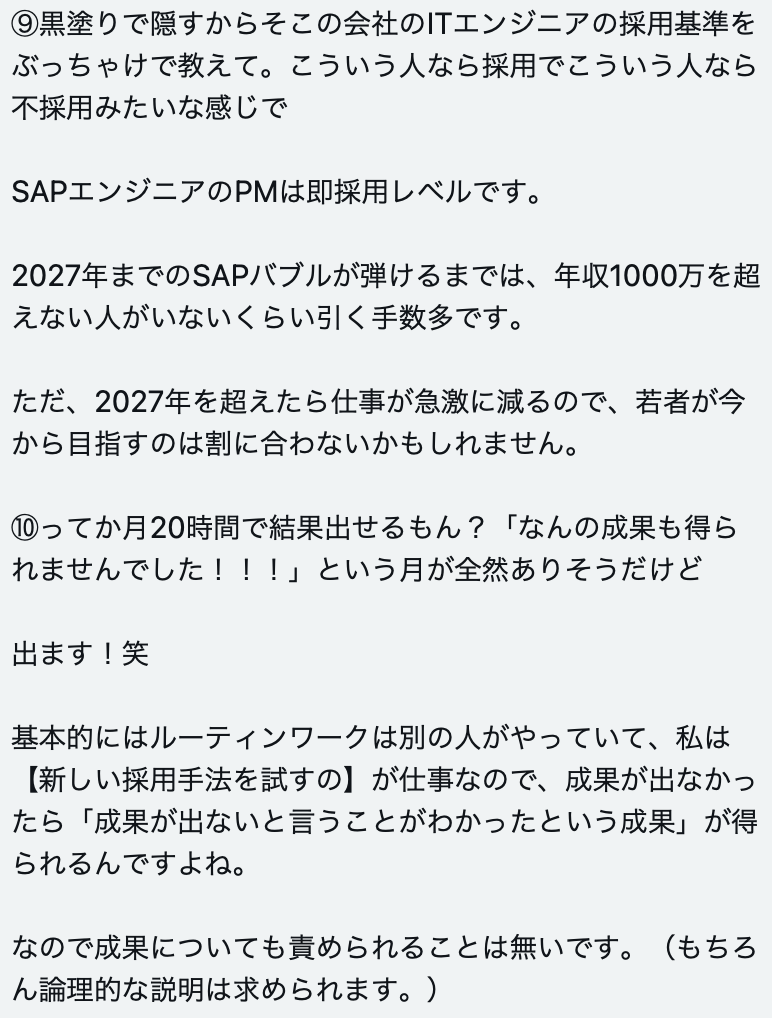 ⑨黒塗りで隠すからそこの会社のITエンジニアの採用基準を
ぶっちゃけで教えて。こういう人なら採用でこういう人なら
不採用みたいな感じで
SAPエンジニアのPMは即採用レベルです。
2027年までのSAPバブルが弾けるまでは、年収1000万を超
えない人がいないくらい引く手数多です。
ただ、2027年を超えたら仕事が急激に減るので、若者が今
から目指すのは割に合わないかもしれません。
⑩ってか月20時間で結果出せるもん？「なんの成果も得ら
れませんでした！！！」という月が全然ありそうだけど
出ます！笑
基本的にはルーティンワークは別の人がやっていて、私は
【新しい採用手法を試すの】が仕事なので、成果が出なかっ
たら「成果が出ないと言うことがわかったという成果」が得
られるんですよね。
なので成果についても責められることは無いです。（もちろ
ん論理的な説明は求められます。）